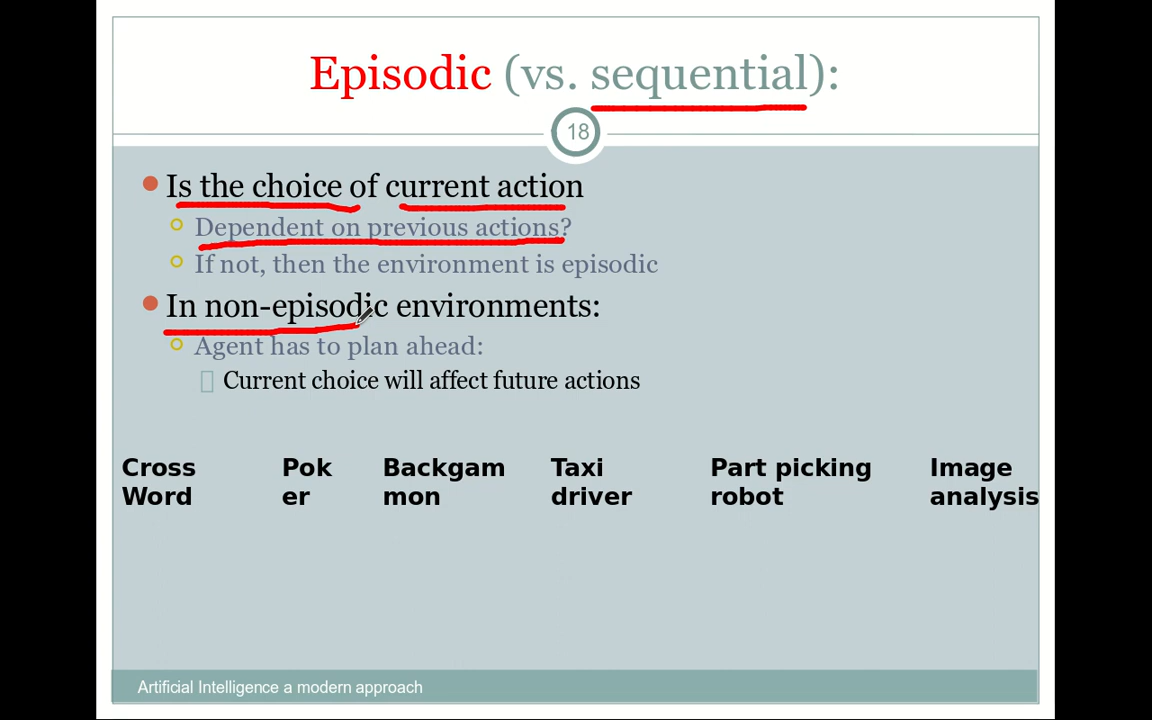 Episodic (vs. sequential):
18
Is the choice of current action
Dependent on previous actions?
If not, then the environment is episodic
In non-episodic environments:
Agent has to plan ahead:
Current choice will affect future actions
Cross Pok Backgam Taxi Part picking Image
Word er mon driver robot analysis
Artificial Intelligence a modern approach